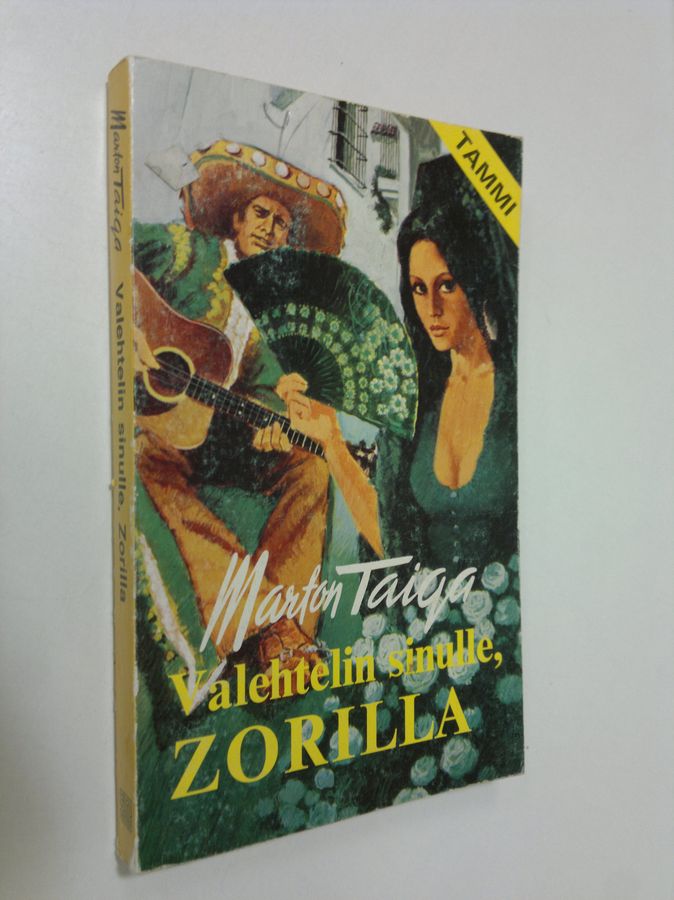 Marton Taiga Valehtelin sinulle, Zorilla
TAMMI
Marton Taiga
Valehtelin sinulle,
ZORILLA